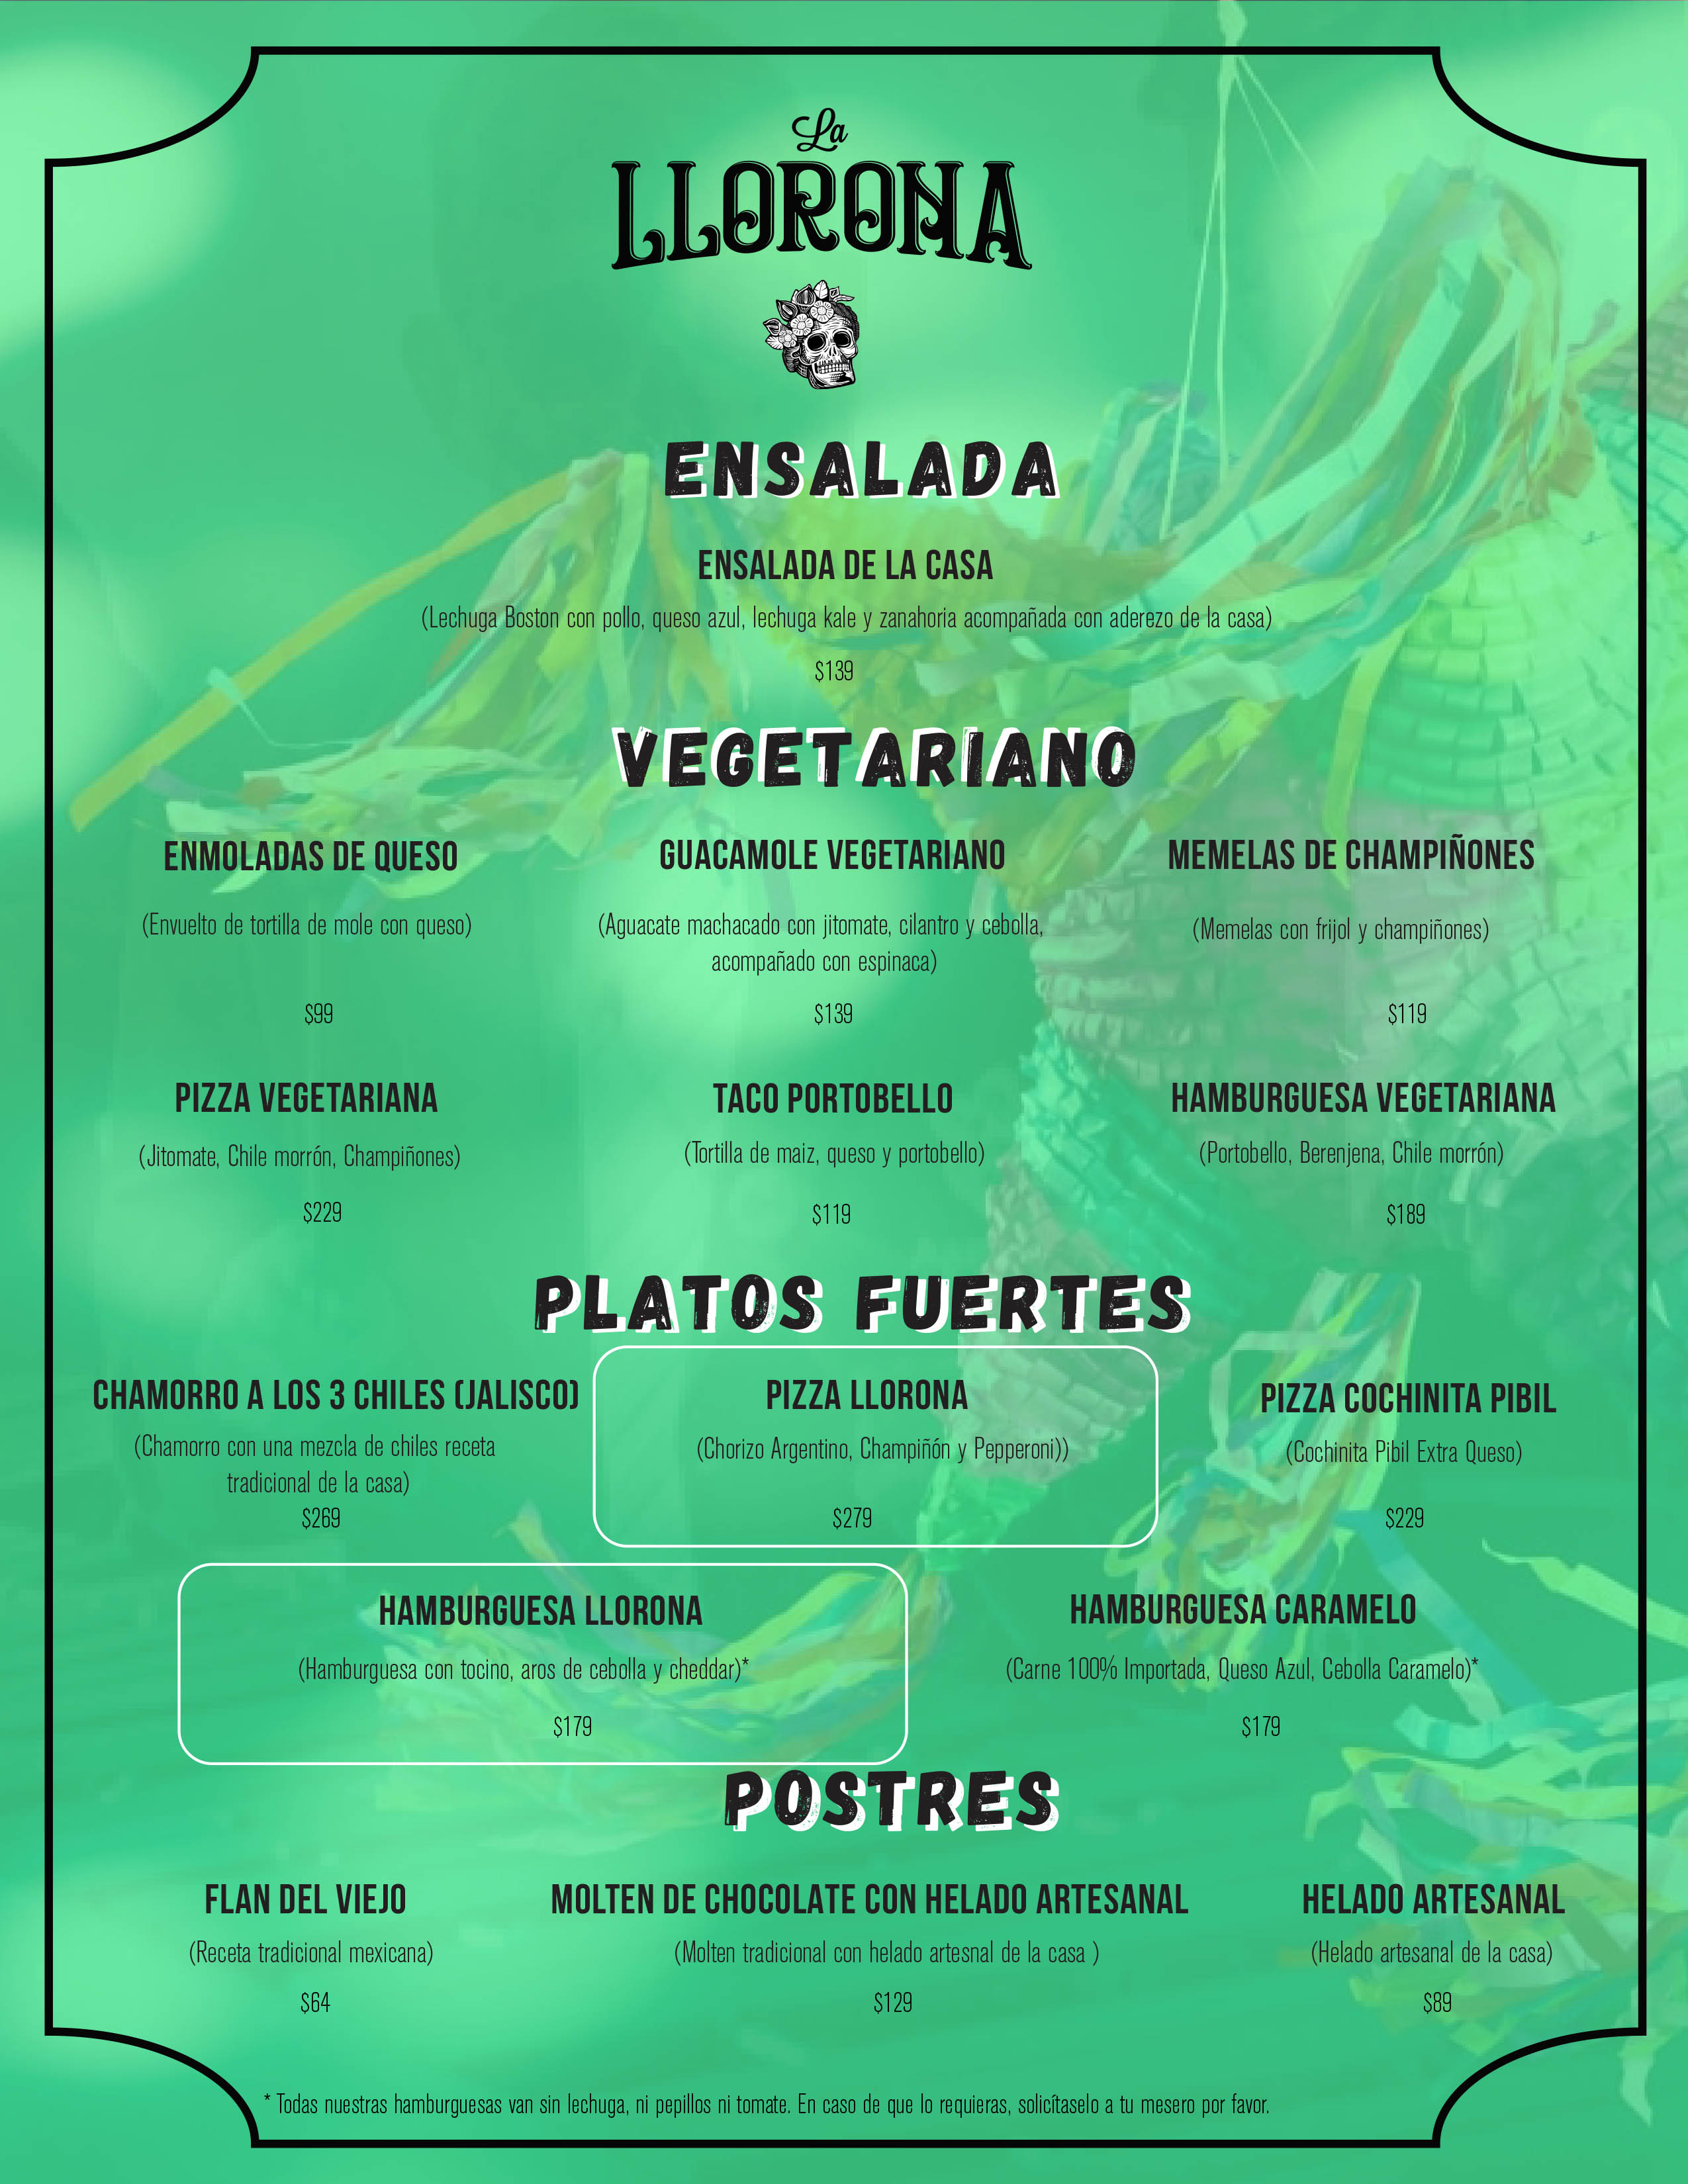 La
LLORONA
ENSALADA
ENSALADA DE LA CASA
(Lechuga Boston con pollo, queso azul, lechuga kale y zanahoria acompañada con aderezo de la casa)
$139
VEGETARIANO
ENMOLADAS DE QUESO
(Envuelto de tortilla de mole con queso)
$99
GUACAMOLE VEGETARIANO
(Aguacate machacado con jitomate, cilantro y cebolla,
acompañado con espinaca)
$139
MEMELAS DE CHAMPIÑONES
(Memelas con frijol y champiñones)
$119
PIZZA VEGETARIANA
(Jitomate, Chile morrón, Champiñones)
$229
TACO PORTOBELLO
(Tortilla de maiz, queso y portobello)
$119
HAMBURGUESA VEGETARIANA
(Portobello, Berenjena, Chile morrón)
$189
PLATOS FUERTES
CHAMORRO A LOS 3 CHILES (JALISCO)
(Chamorro con una mezcla de chiles receta
tradicional de la casa)
$269
PIZZA LLORONA
(Chorizo Argentino, Champiñón y Pepperoni))
$279
PIZZA COCHINITA PIBIL
(Cochinita Pibil Extra Queso)
$229
HAMBURGUESA LLORONA
(Hamburguesa con tocino, aros de cebolla y cheddar)*
$179
HAMBURGUESA CARAMELO
(Carne 100% Importada, Queso Azul, Cebolla Caramelo)*
$179
POSTRES
FLAN DEL VIEJO
(Receta tradicional mexicana)
$64
MOLTEN DE CHOCOLATE CON HELADO ARTESANAL
(Molten tradicional con helado artesnal de la casa )
$129
HELADO ARTESANAL
(Helado artesanal de la casa)
$89
* Todas nuestras hamburguesas van sin lechuga, ni pepillos ni tomate. En caso de que lo requieras, solicítaselo a tu mesero por favor.